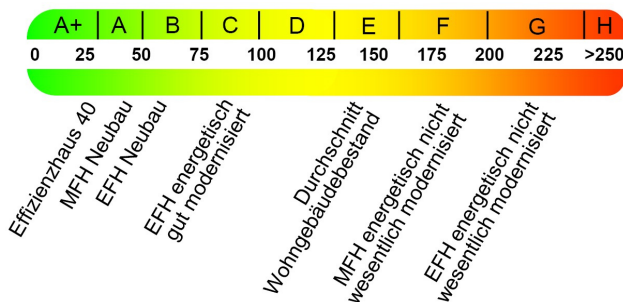 A+ A B C D E F G H
0 25 50 75 100 125 150 175 200 225 >250
Effizienzhaus 40
MFH Neubau
EFH Neubau
EFH energetisch
gut modernisiert
Durchschnitt
Wohngebäudebestand
MFH energetisch nicht
wesentlich modernisiert
EFH energetisch nicht
wesentlich modernisiert